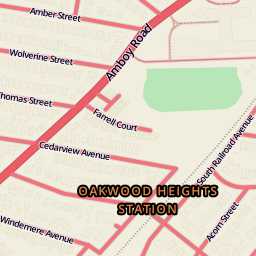 Amber Street
Amboy Road
Wolverine Street
Thomas Street
Farrell Court
Cedarview Avenue
South Railroad Avenue
OAKWOOD HEIGHTS
STATION
Acorn Street
Windemere Avenue